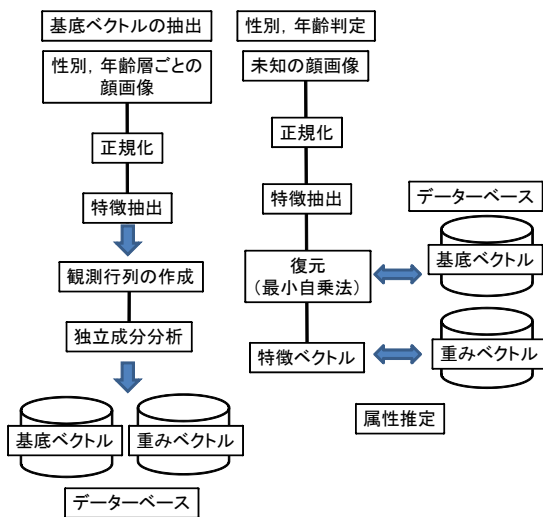 基底ベクトルの抽出
性別，年齢層ごとの
顔画像
正規化
特徴抽出
観測行列の作成
独立成分分析
基底ベクトル
重みベクトル
データーベース
性別，年齢判定
未知の顔画像
正規化
特徴抽出
復元
（最小自乗法）
特徴ベクトル
データーベース
基底ベクトル
重みベクトル
属性推定